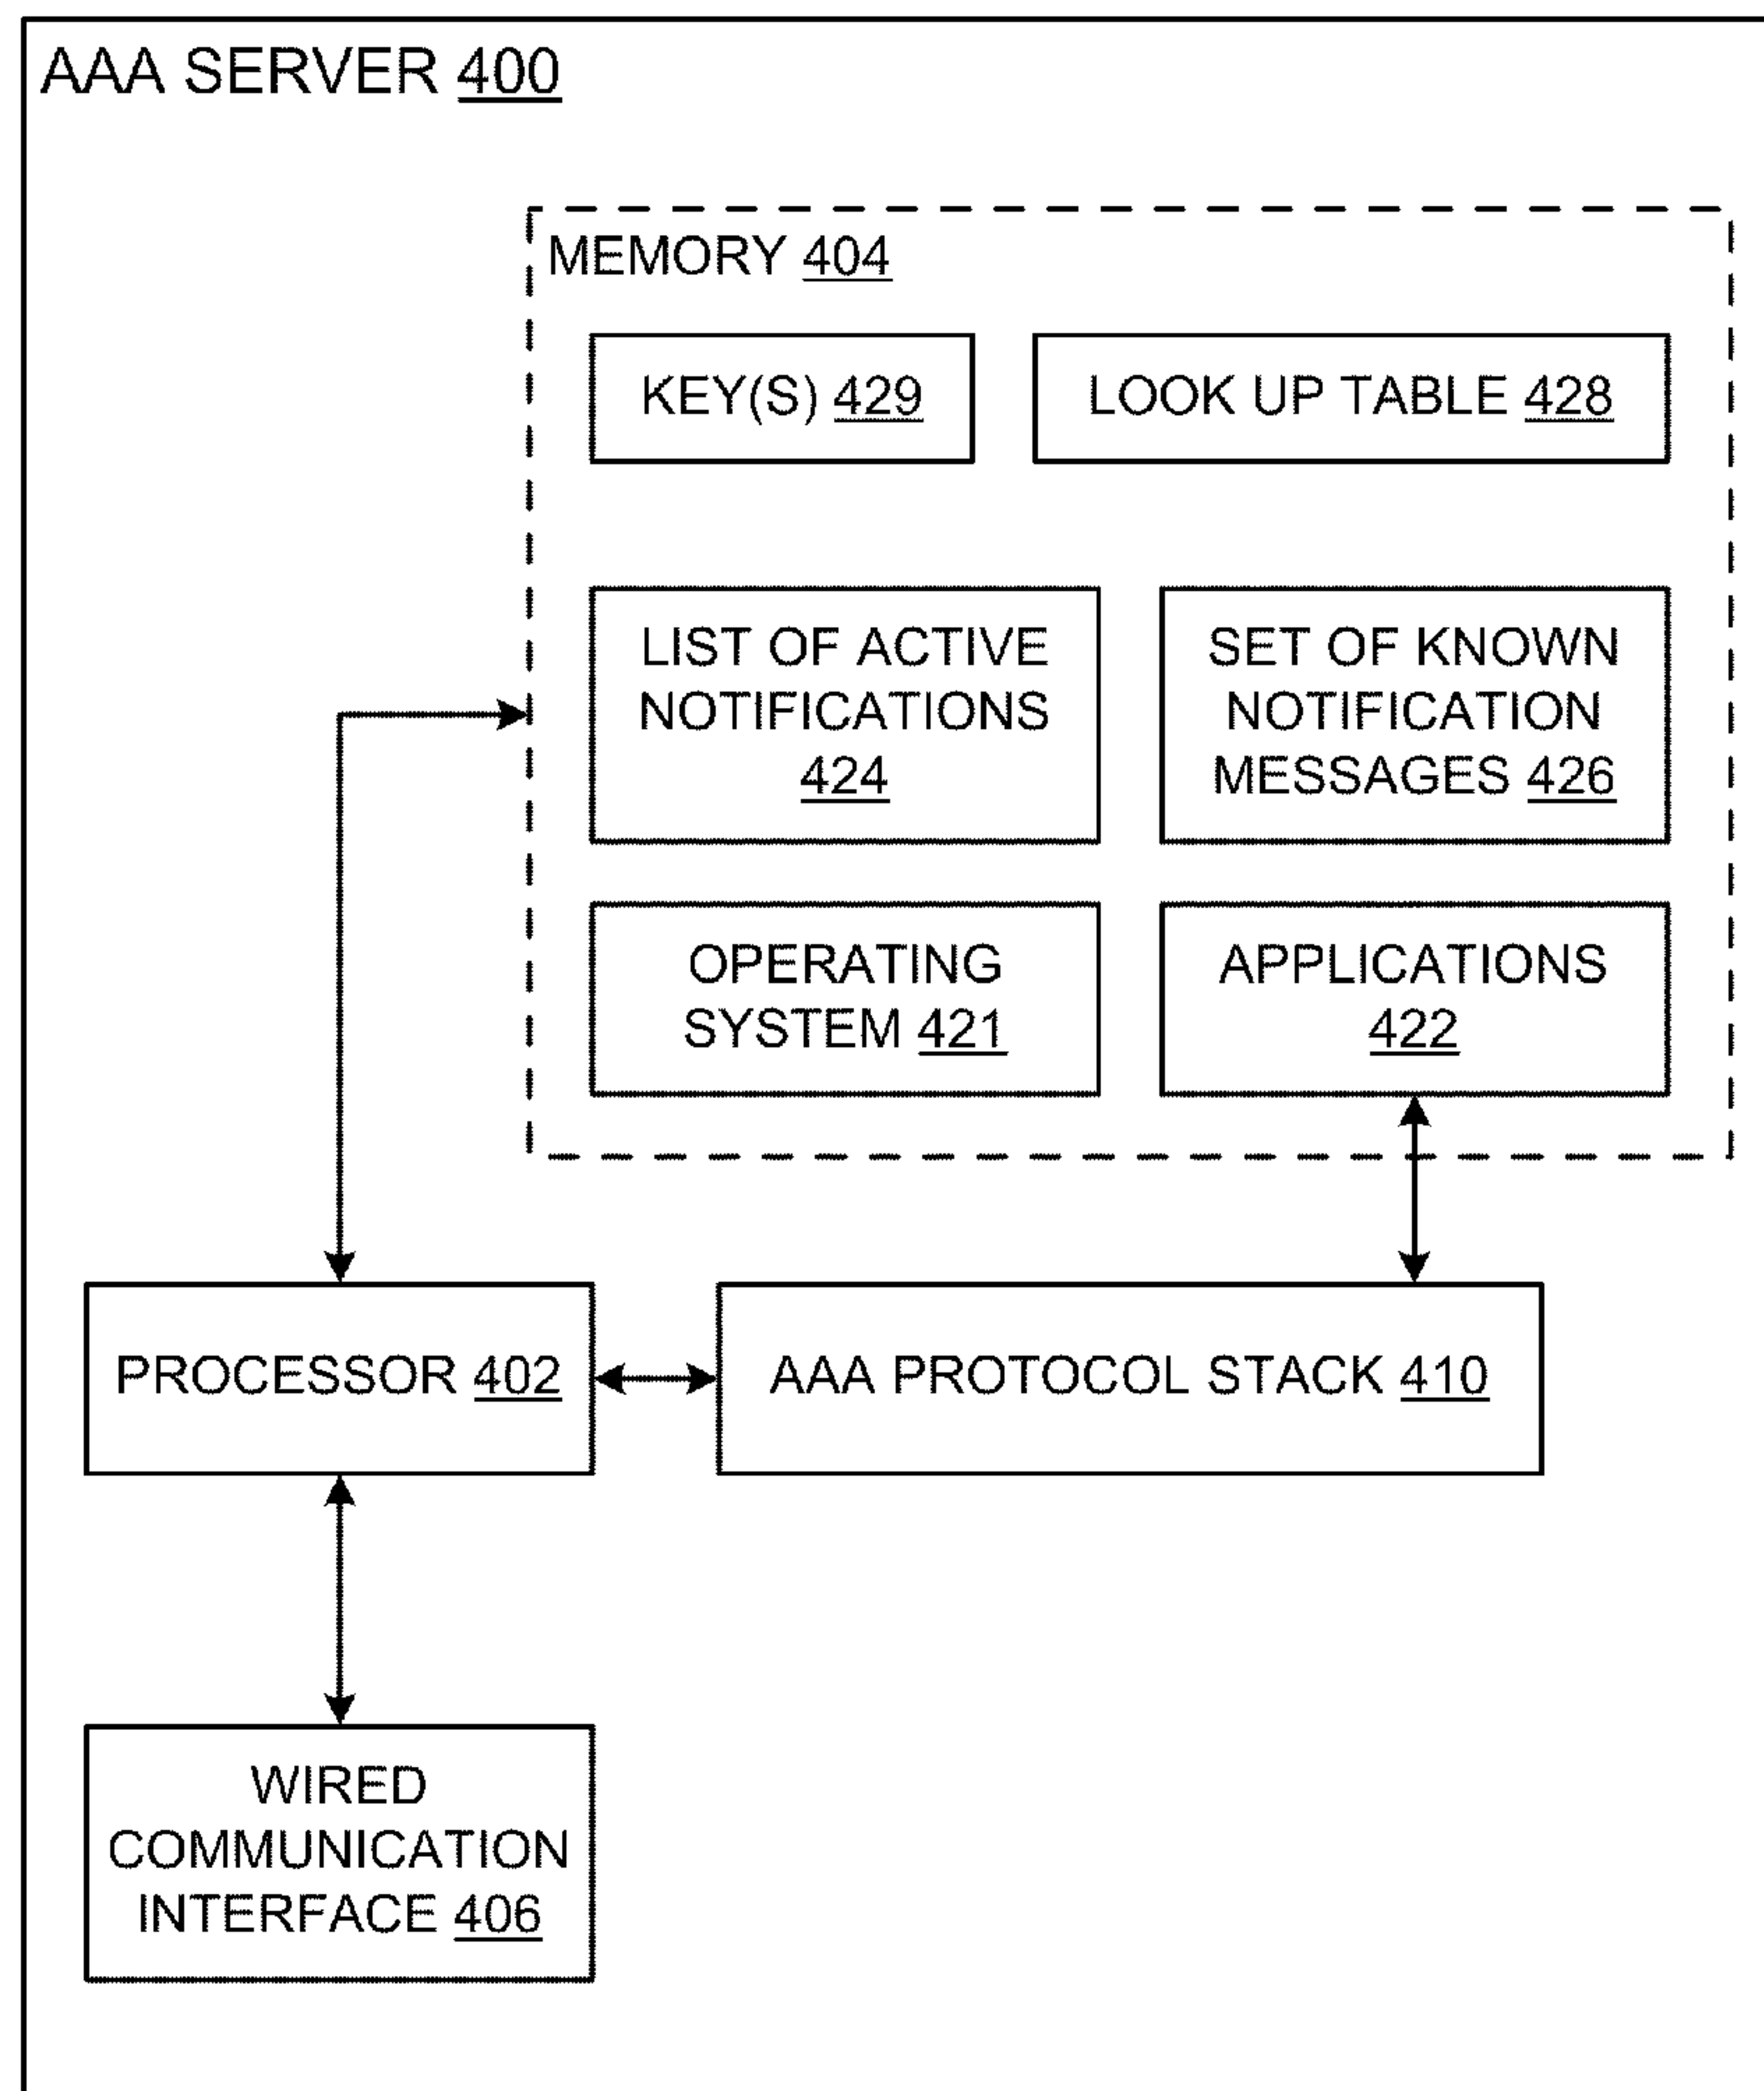 AAA SERVER 400
MEMORY 404
KEY(S) 429
LOOK UP TABLE 428
LIST OF ACTIVE
NOTIFICATIONS
424
SET OF KNOWN
NOTIFICATION
MESSAGES 426
OPERATING
SYSTEM 421
APPLICATIONS
422
PROCESSOR 402
AAA PROTOCOL STACK 410
WIRED
COMMUNICATION
INTERFACE 406